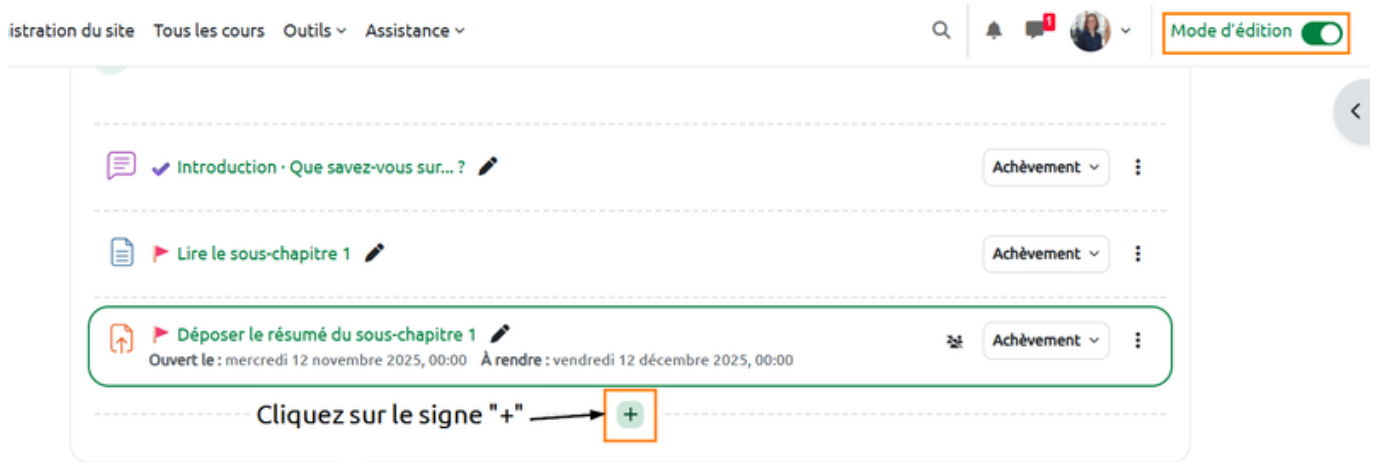 istration du site Tous les cours Outils Assistance 1 Mode d'édition
Introduction · Que savez-vous sur... ? Achèvement
Lire le sous-chapitre 1 Achèvement
Déposer le résumé du sous-chapitre 1 Achèvement
Ouvert le : mercredi 12 novembre 2025, 00:00 À rendre : vendredi 12 décembre 2025, 00:00
Cliquez sur le signe "+" +